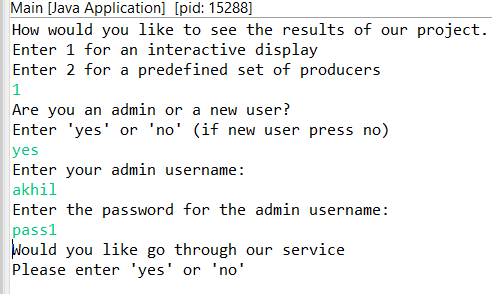 Main [Java Application] [pid: 15288]
How would you like to see the results of our project.
Enter 1 for an interactive display
Enter 2 for a predefined set of producers
1
Are you an admin or a new user?
Enter 'yes' or 'no' (if new user press no)
yes
Enter your admin username:
akhil
Enter the password for the admin username:
pass1
Would you like go through our service
Please enter 'yes' or 'no'